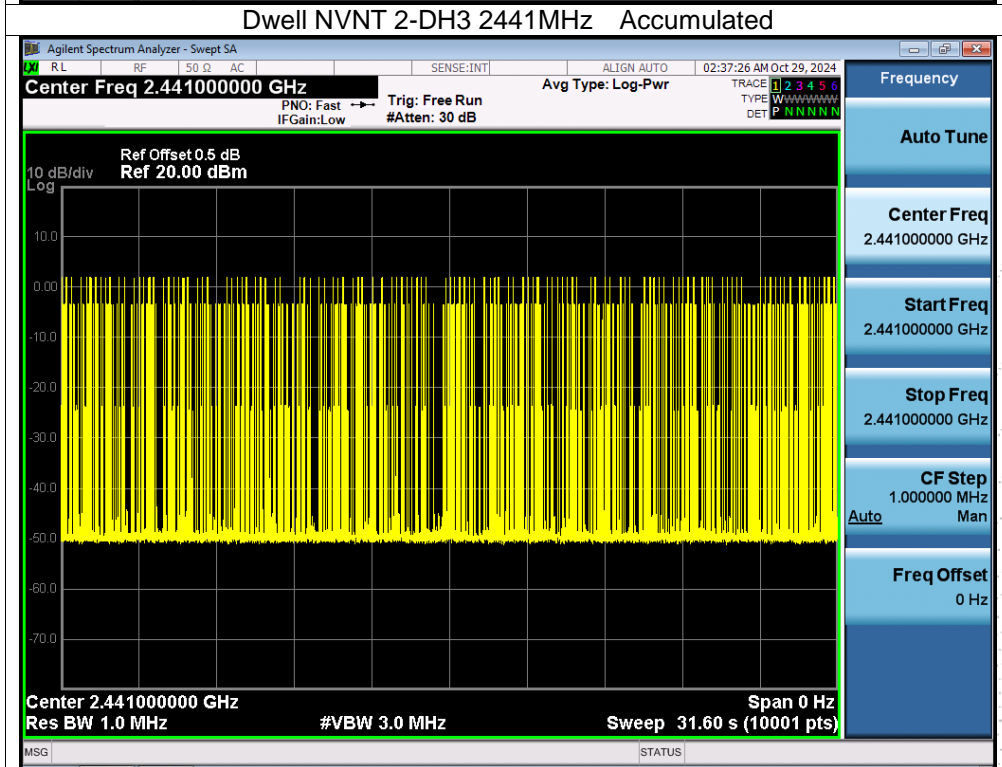 Dwell NVNT 2-DH3 2441MHz Accumulated
Agilent Spectrum Analyzer - Swept SA
LXI RL RF 50 Ω AC SENSE:INT ALIGN AUTO 02:37:26 AM Oct 29, 2024
Center Freq 2.441000000 GHz
PNO: Fast
IFGain:Low
Trig: Free Run
#Atten: 30 dB
Avg Type: Log-Pwr
TRACE 1 2 3 4 5 6
TYPE WWWWWW
DET P N N N N N
Ref Offset 0.5 dB
10 dB/div Ref 20.00 dBm
Log
10.0
0.00
-10.0
-20.0
-30.0
-40.0
-50.0
-60.0
-70.0
Center 2.441000000 GHz Span 0 Hz
Res BW 1.0 MHz #VBW 3.0 MHz Sweep 31.60 s (10001 pts)
MSG STATUS
Frequency
Auto Tune
Center Freq
2.441000000 GHz
Start Freq
2.441000000 GHz
Stop Freq
2.441000000 GHz
CF Step
1.000000 MHz
Auto Man
Freq Offset
0 Hz